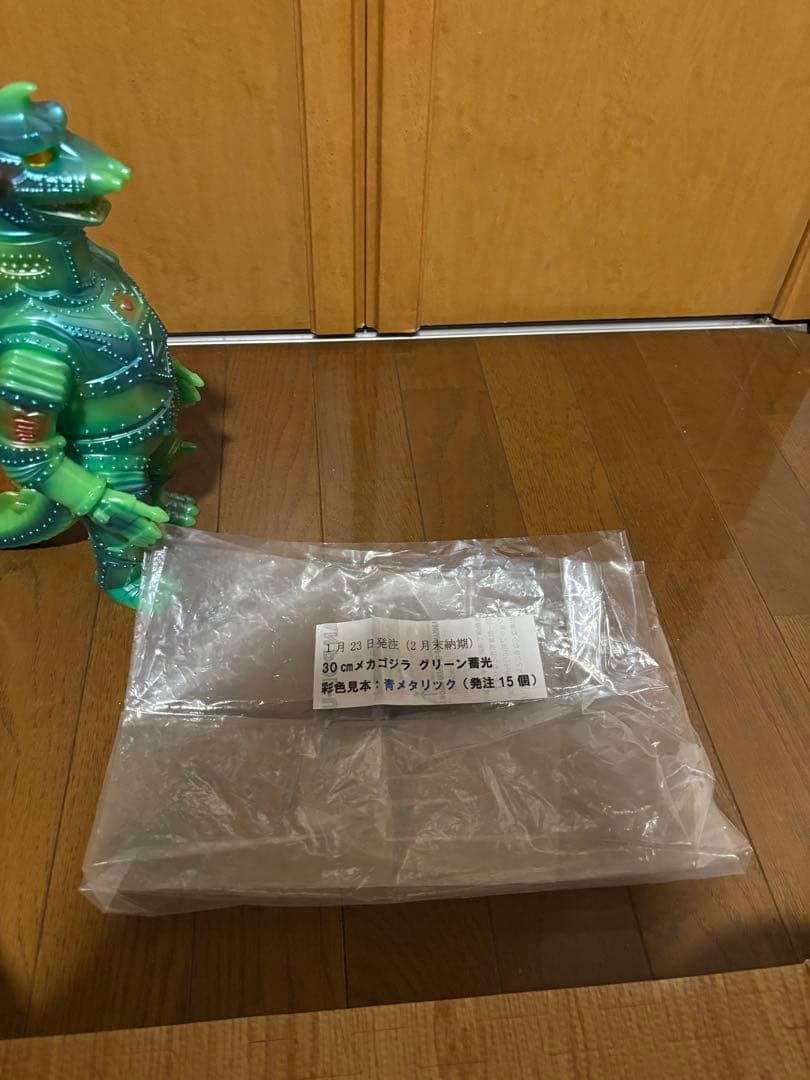 １月23日発注（２月末納期）
30㎝メカゴジラ グリーン蓄光
彩色見本：青メタリック（発注15個）